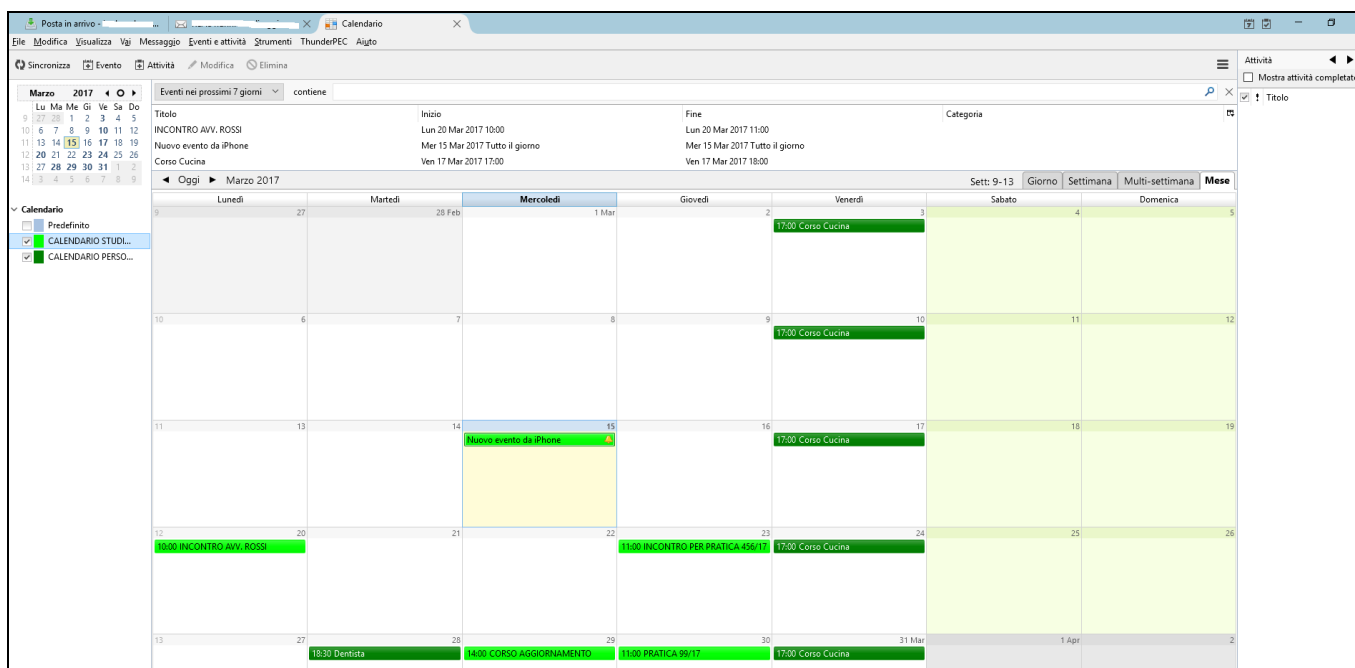 Posta in arrivo - ...
Calendario
File Modifica Visualizza Vai Messaggio Eventi e attività Strumenti ThunderPEC Aiuto
Sincronizza Evento Attività Modifica Elimina
Attività
Mostra attività completate
Titolo
Marzo 2017
Lu Ma Me Gi Ve Sa Do
9 27 28 1 2 3 4 5
10 6 7 8 9 10 11 12
11 13 14 15 16 17 18 19
12 20 21 22 23 24 25 26
13 27 28 29 30 31 1 2
14 3 4 5 6 7 8 9
Calendario
Predefinito
CALENDARIO STUDI...
CALENDARIO PERSO...
Eventi nei prossimi 7 giorni contiene
Titolo Inizio Fine Categoria
INCONTRO AVV. ROSSI Lun 20 Mar 2017 10:00 Lun 20 Mar 2017 11:00
Nuovo evento da iPhone Mer 15 Mar 2017 Tutto il giorno Mer 15 Mar 2017 Tutto il giorno
Corso Cucina Ven 17 Mar 2017 17:00 Ven 17 Mar 2017 18:00
Oggi Marzo 2017 Sett: 9-13 Giorno Settimana Multi-settimana Mese
Lunedì Martedì Mercoledì Giovedì Venerdì Sabato Domenica
9 27 28 Feb 1 Mar 2 3 4 5
17:00 Corso Cucina
10 6 7 8 9 10 11 12
17:00 Corso Cucina
11 13 14 15 16 17 18 19
Nuovo evento da iPhone 17:00 Corso Cucina
12 20 21 22 23 24 25 26
10:00 INCONTRO AVV. ROSSI 11:00 INCONTRO PER PRATICA 456/17 17:00 Corso Cucina
13 27 28 29 30 31 Mar 1 Apr 2
18:30 Dentista 14:00 CORSO AGGIORNAMENTO 11:00 PRATICA 99/17 17:00 Corso Cucina